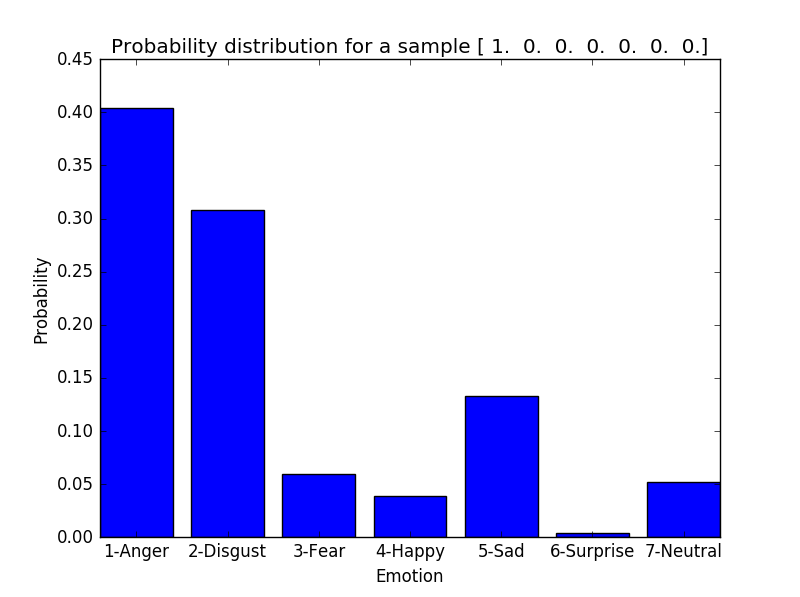 Probability distribution for a sample [ 1.  0.  0.  0.  0.  0.  0.]
0.45
0.40
0.35
0.30
0.25
0.20
0.15
0.10
0.05
0.00
Probability
1-Anger 2-Disgust 3-Fear 4-Happy 5-Sad 6-Surprise 7-Neutral
Emotion